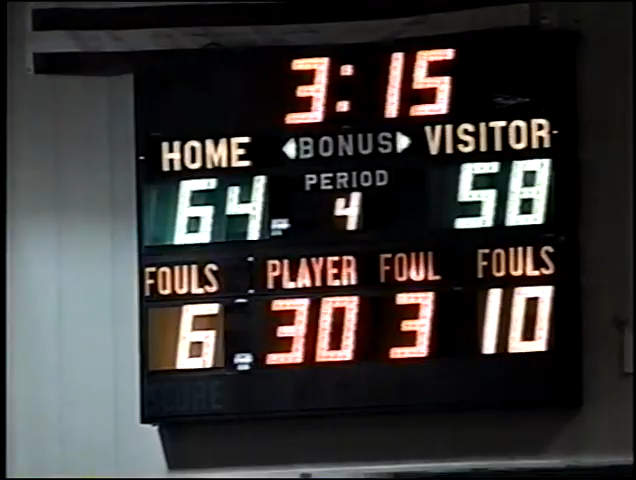 3:15
HOME ◀BONUS▶ VISITOR
PERIOD
64 4 58
FOULS PLAYER FOUL FOULS
6 30 3 10